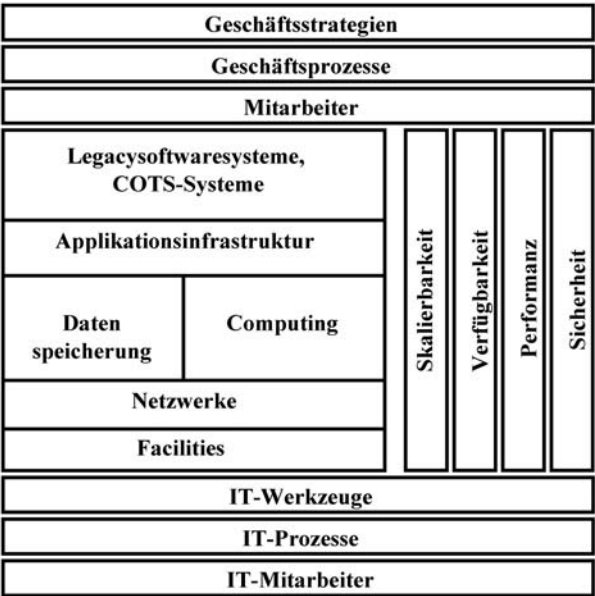 Geschäftsstrategien
Geschäftsprozesse
Mitarbeiter
Legacysoftwaresysteme,
COTS-Systeme
Applikationsinfrastruktur
Daten
speicherung
Computing
Netzwerke
Facilities
Skalierbarkeit
Verfügbarkeit
Performanz
Sicherheit
IT-Werkzeuge
IT-Prozesse
IT-Mitarbeiter